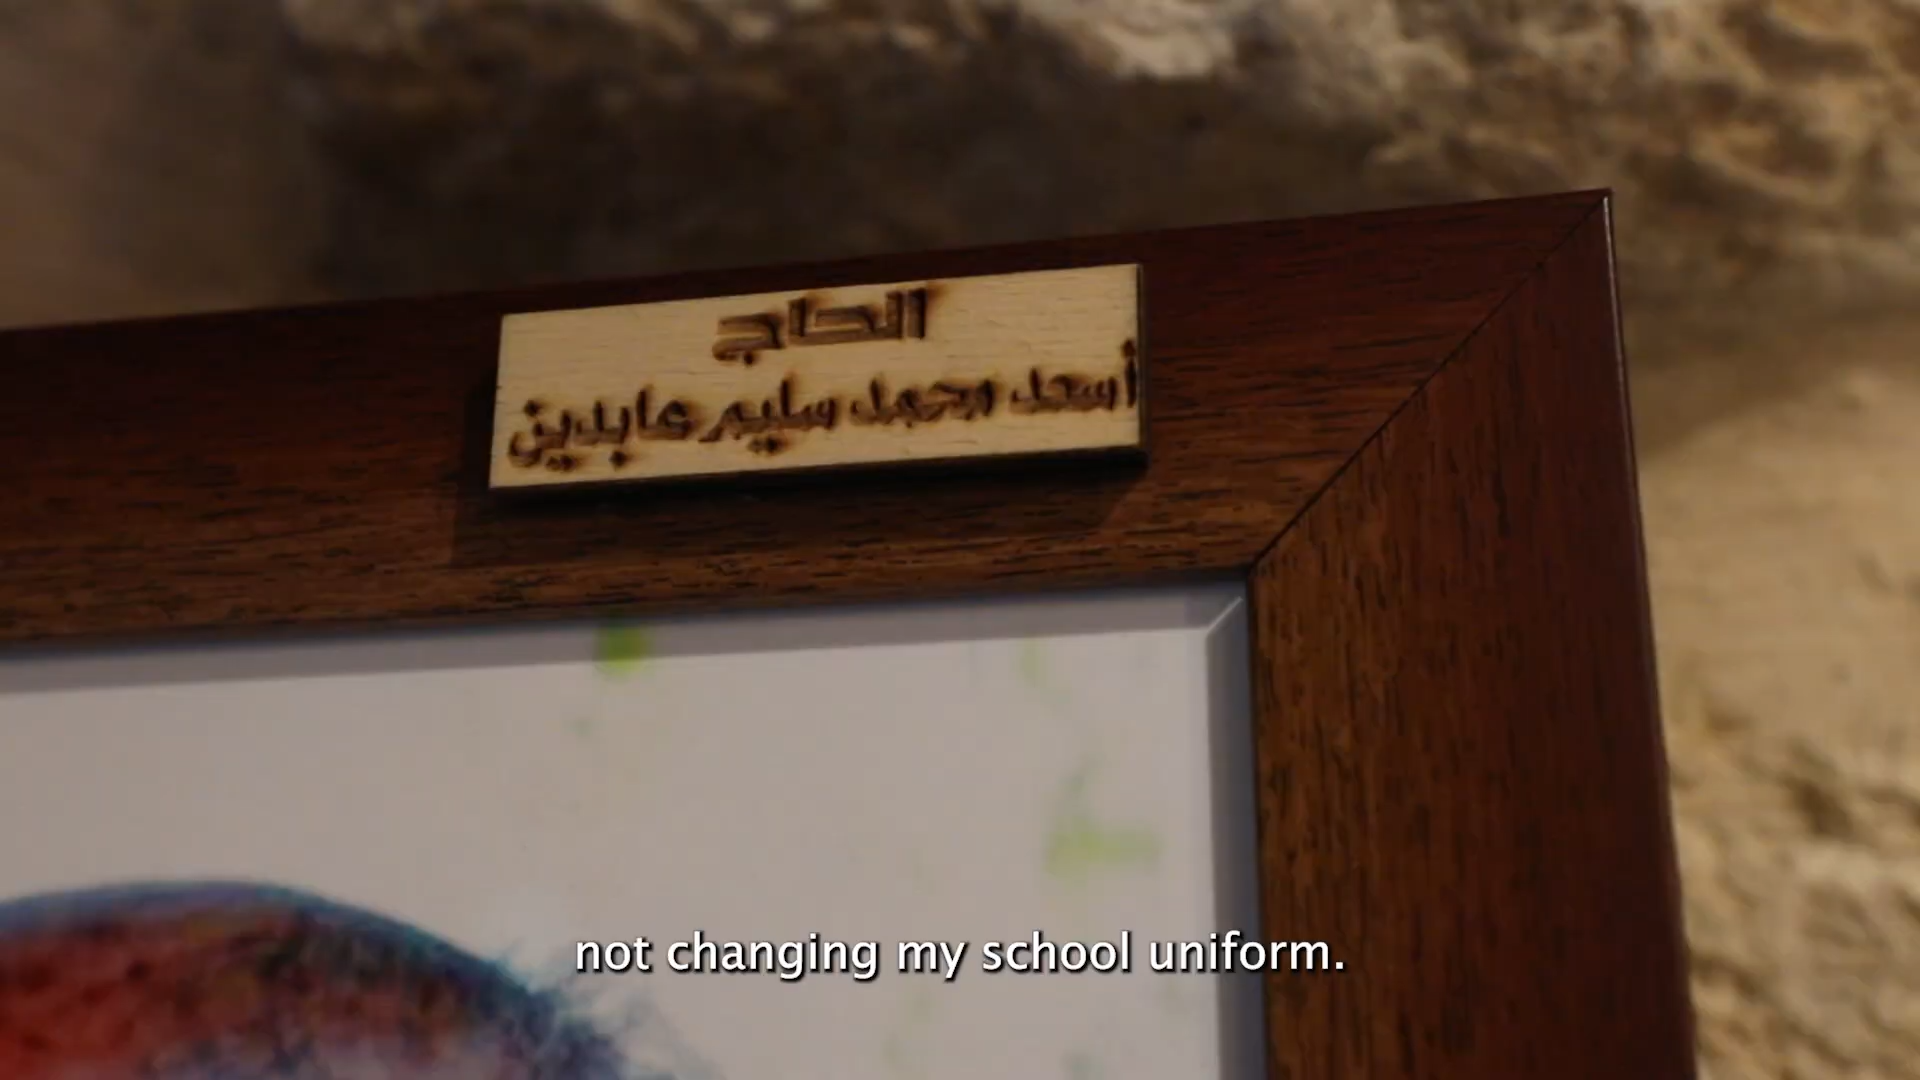 الحاج
أسعد محمد سليم عابدين
not changing my school uniform.